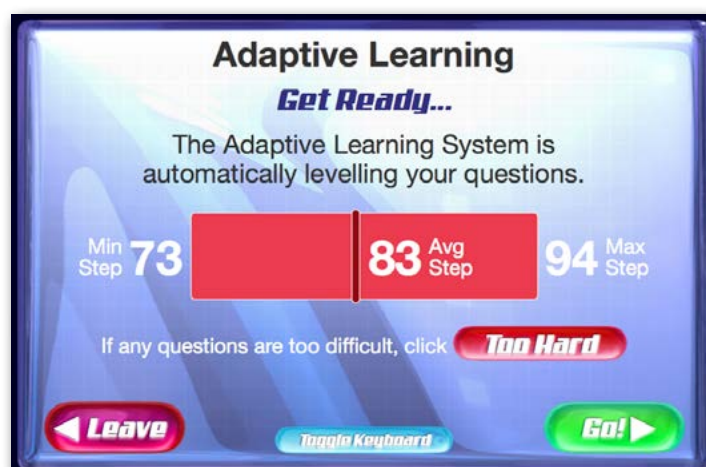 Adaptive Learning
Get Ready...
The Adaptive Learning System is
automatically levelling your questions.
Min Step 73
83 Avg Step
94 Max Step
If any questions are too difficult, click Too Hard
Leave
Toggle Keyboard
Go!